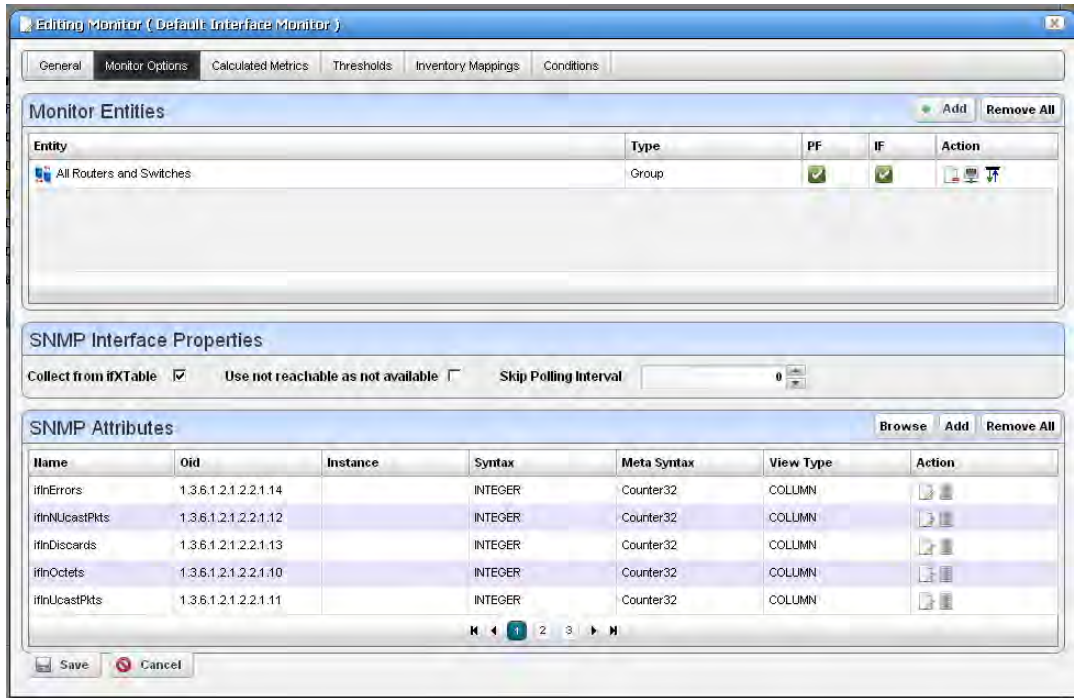 Editing Monitor ( Default Interface Monitor )
General Monitor Options Calculated Metrics Thresholds Inventory Mappings Conditions
Monitor Entities Add Remove All
Entity Type PF IF Action
All Routers and Switches Group
SNMP Interface Properties
Collect from ifXTable Use not reachable as not available Skip Polling Interval 0
SNMP Attributes Browse Add Remove All
Name Oid Instance Syntax Meta Syntax View Type Action
ifInErrors 1.3.6.1.2.1.2.2.1.14 INTEGER Counter32 COLUMN
ifInNUcastPkts 1.3.6.1.2.1.2.2.1.12 INTEGER Counter32 COLUMN
ifInDiscards 1.3.6.1.2.1.2.2.1.13 INTEGER Counter32 COLUMN
ifInOctets 1.3.6.1.2.1.2.2.1.10 INTEGER Counter32 COLUMN
ifInUcastPkts 1.3.6.1.2.1.2.2.1.11 INTEGER Counter32 COLUMN
1 2 3
Save Cancel